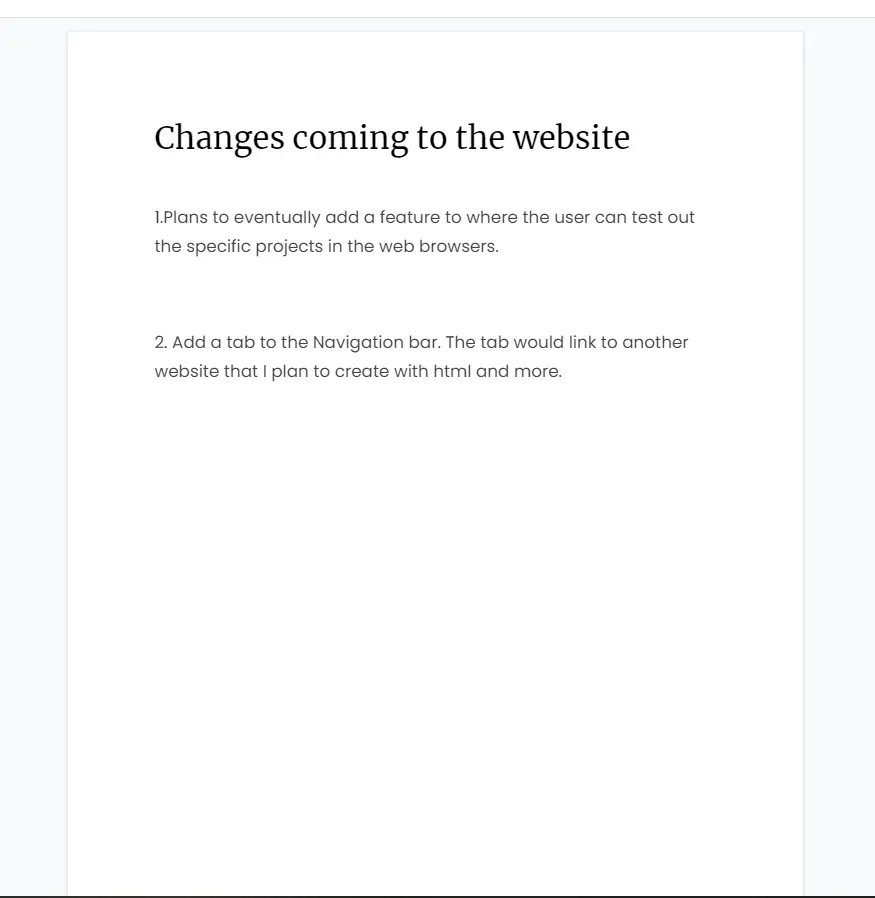 Changes coming to the website
1.Plans to eventually add a feature to where the user can test out
the specific projects in the web browsers.
2. Add a tab to the Navigation bar. The tab would link to another
website that I plan to create with html and more.